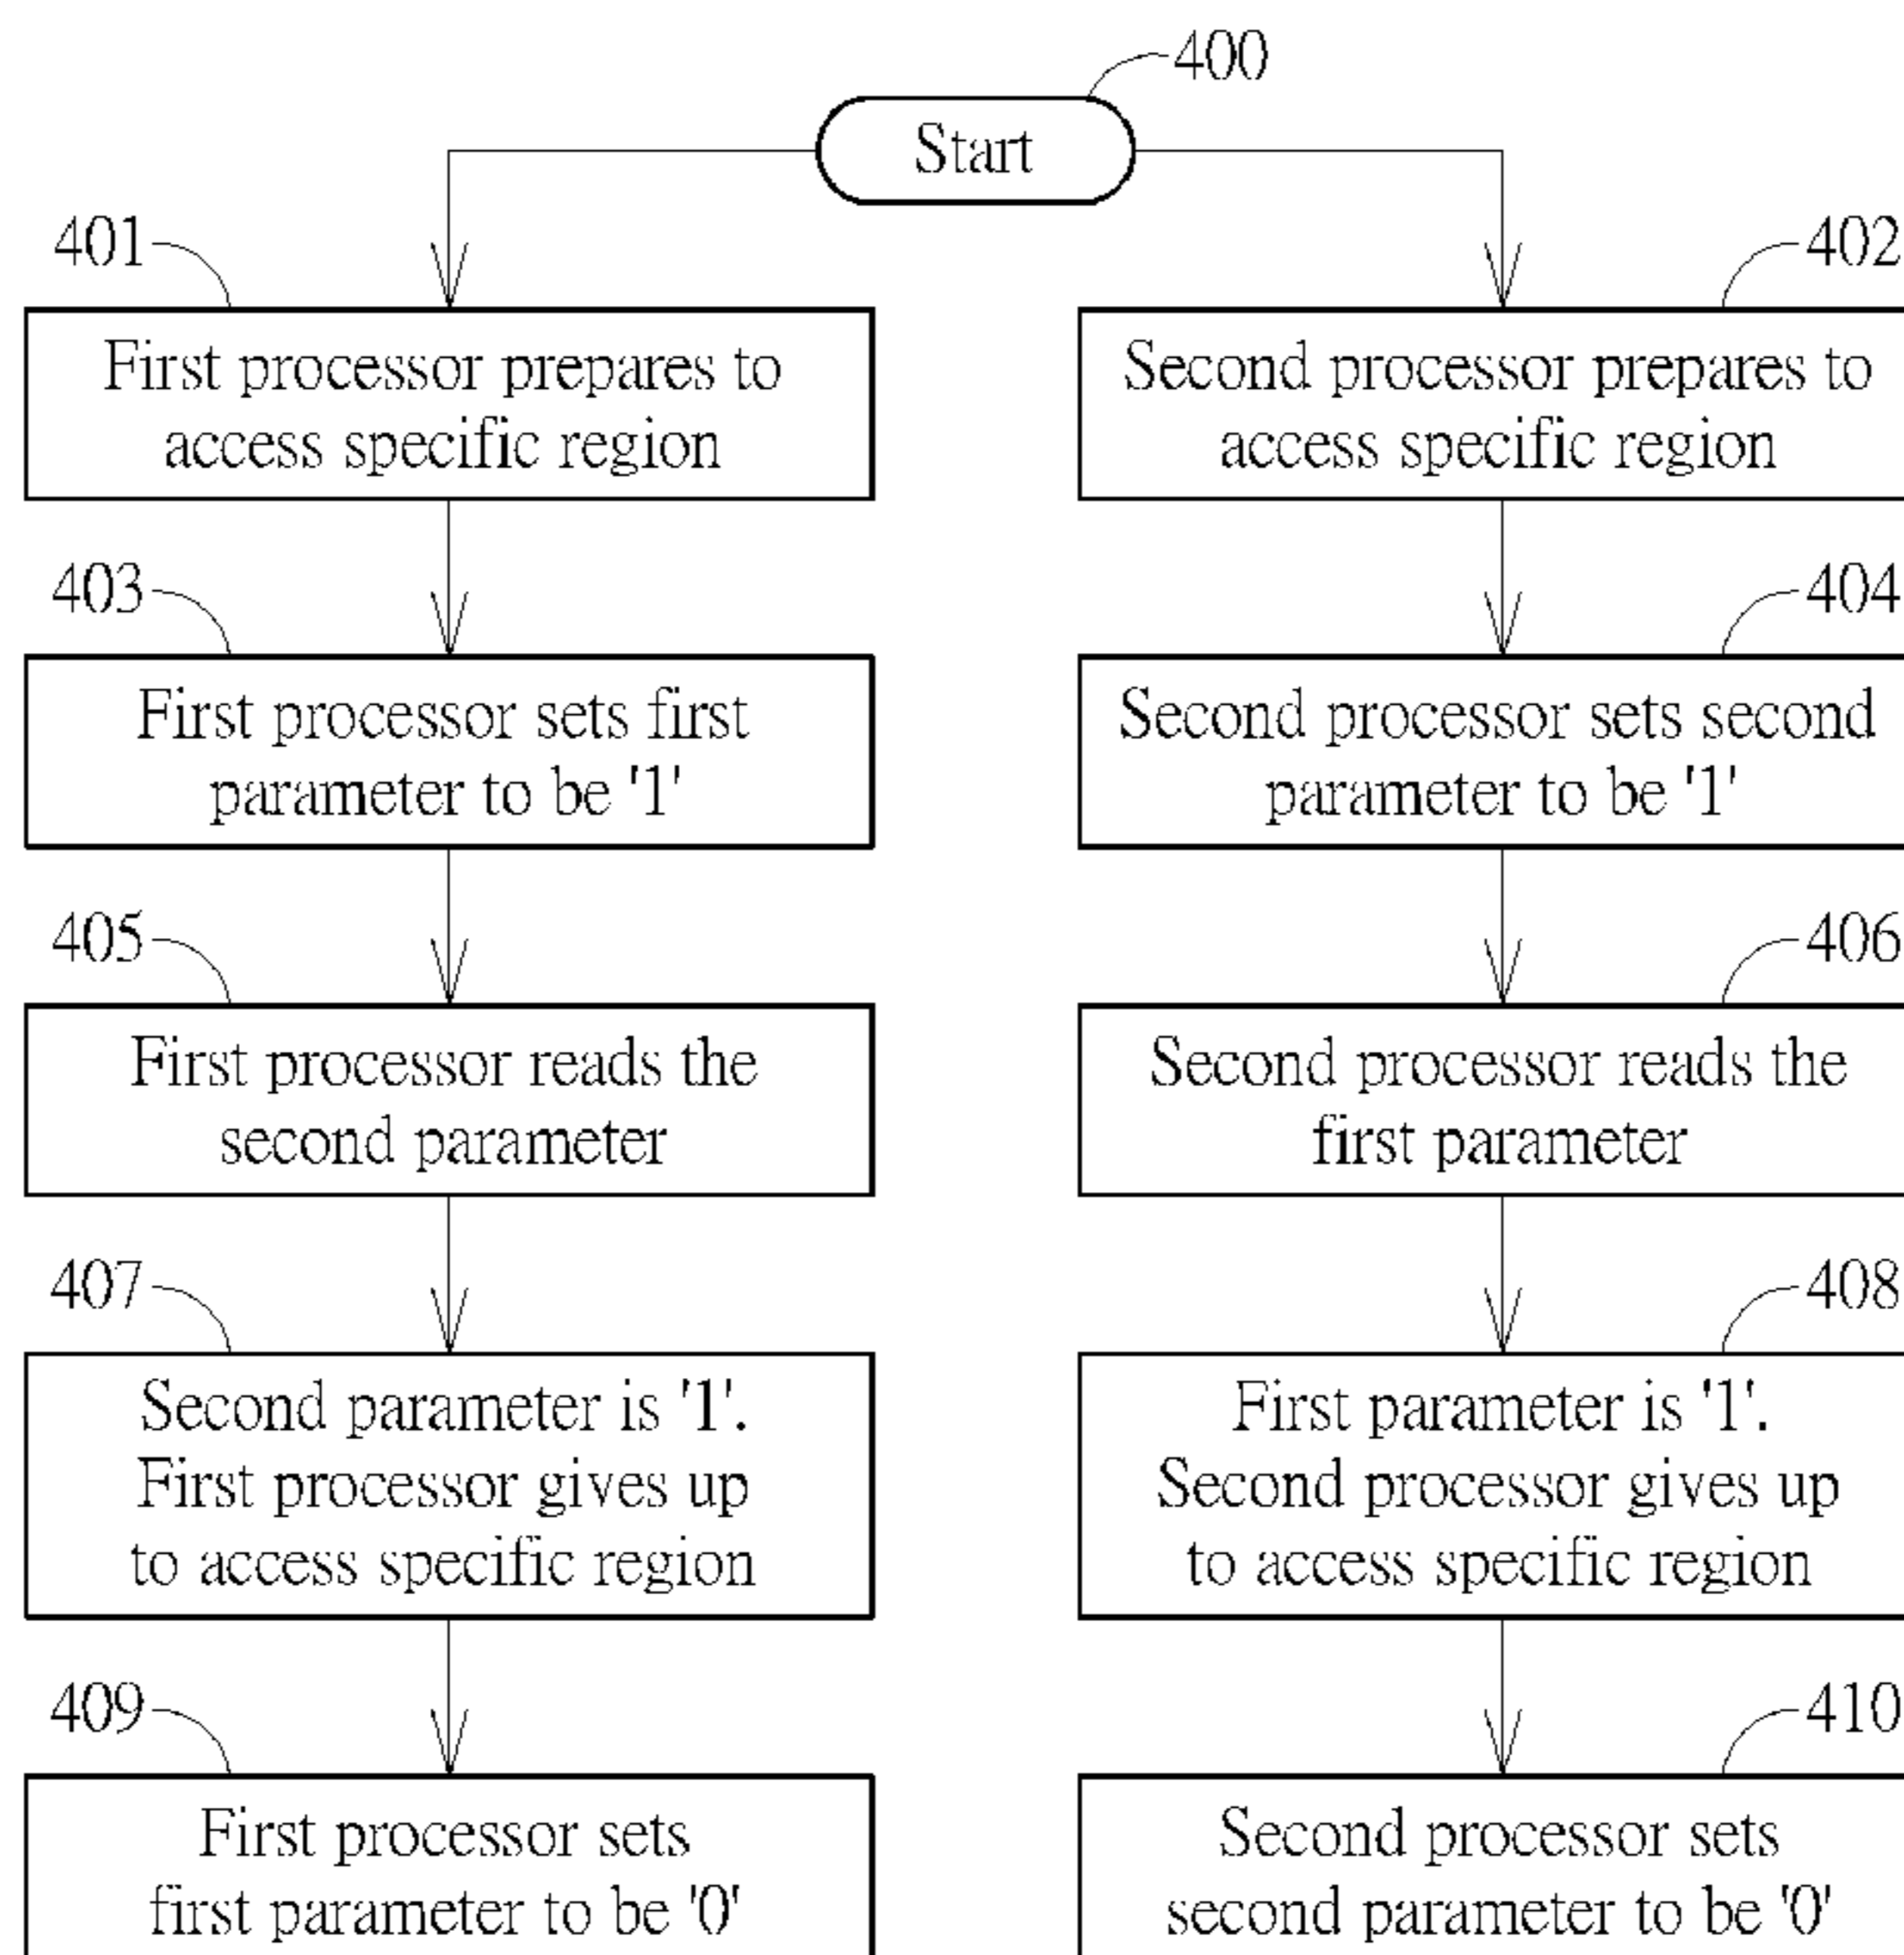 400
Start
401
402
First processor prepares to
access specific region
Second processor prepares to
access specific region
403
404
First processor sets first
parameter to be '1'
Second processor sets second
parameter to be '1'
405
406
First processor reads the
second parameter
Second processor reads the
first parameter
407
408
Second parameter is '1'.
First processor gives up
to access specific region
First parameter is '1'.
Second processor gives up
to access specific region
409
410
First processor sets
first parameter to be '0'
Second processor sets
second parameter to be '0'